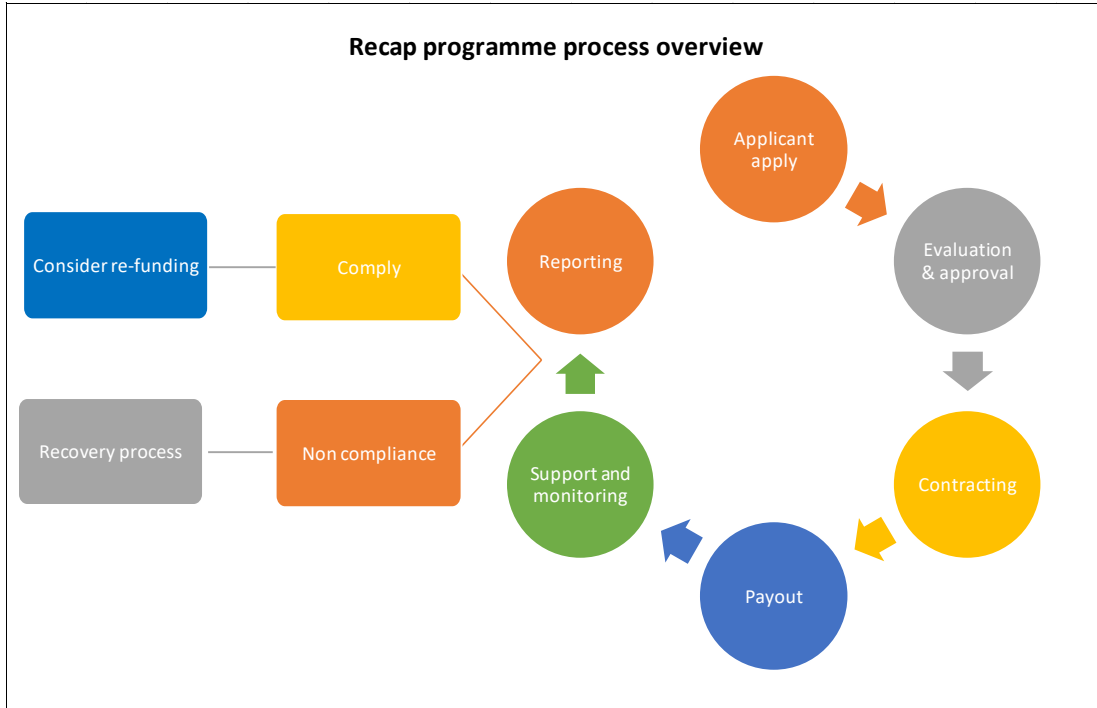 Recap programme process overview
Applicant
apply
Evaluation
& approval
Contracting
Payout
Support and
monitoring
Reporting
Comply
Consider re-funding
Non compliance
Recovery process